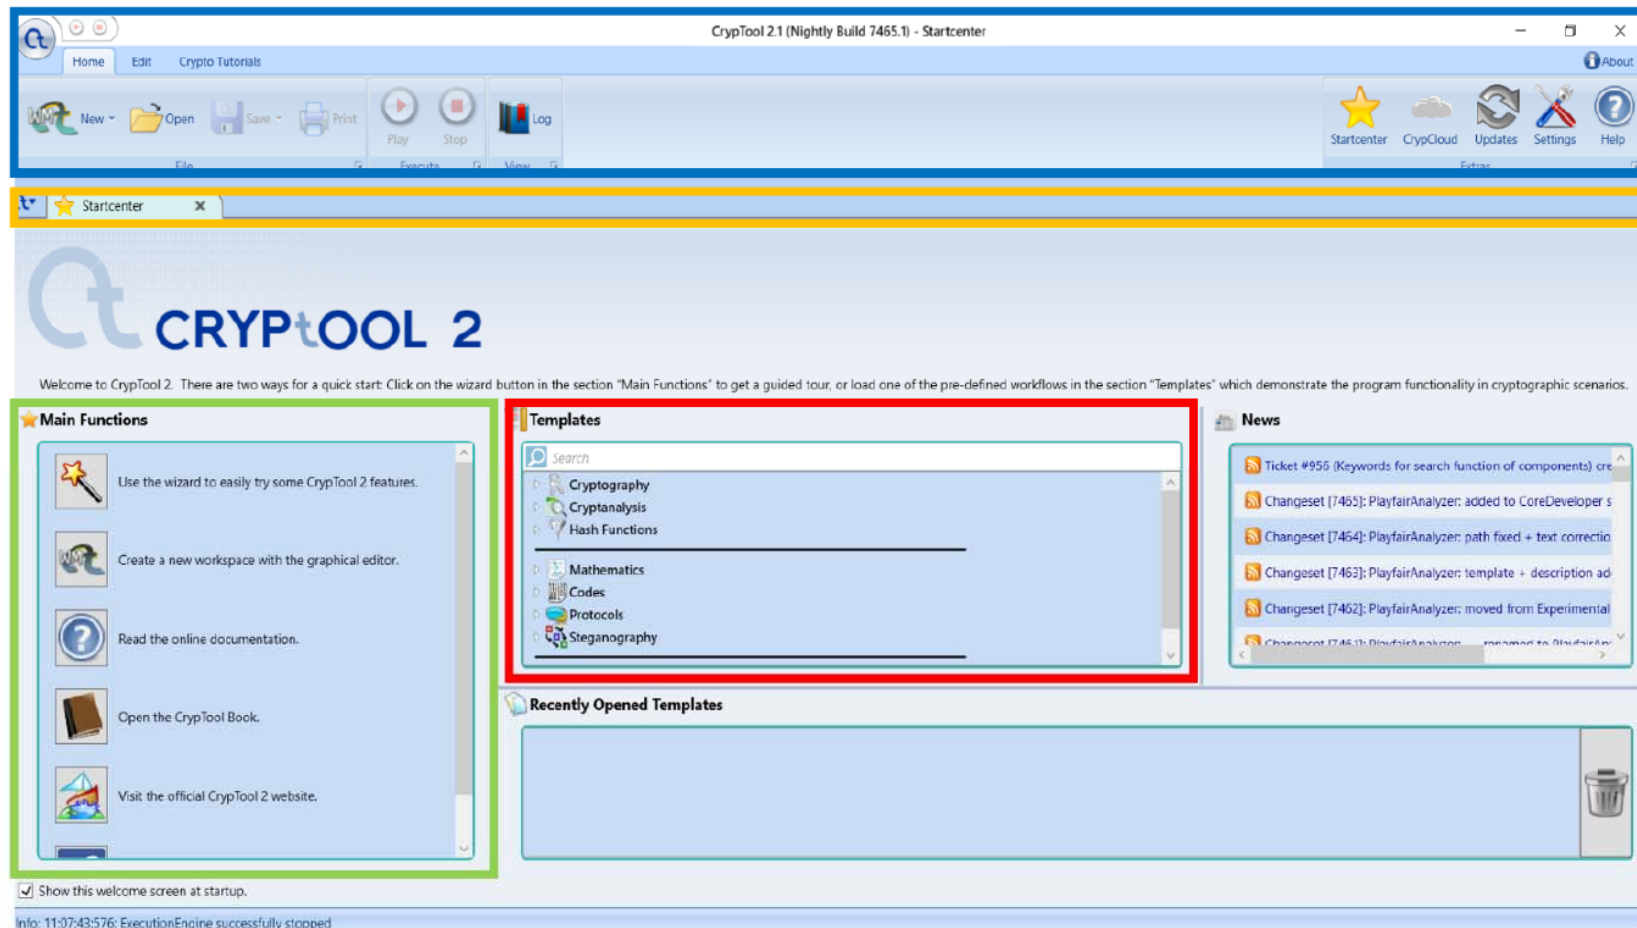 CrypTool 2.1 (Nightly Build 7465.1) - Startcenter
Home Edit Crypto Tutorials About
New Open Save Print Play Stop Log Startcenter CrypCloud Updates Settings Help
File Execute View Extras
Startcenter
CRYPtOOL 2
Welcome to CrypTool 2. There are two ways for a quick start: Click on the wizard button in the section "Main Functions" to get a guided tour, or load one of the pre-defined workflows in the section "Templates" which demonstrate the program functionality in cryptographic scenarios.
Main Functions
Use the wizard to easily try some CrypTool 2 features.
Create a new workspace with the graphical editor.
Read the online documentation.
Open the CrypTool Book.
Visit the official CrypTool 2 website.
Templates
Search
Cryptography
Cryptanalysis
Hash Functions
Mathematics
Codes
Protocols
Steganography
News
Ticket #956 (Keywords for search function of components) cre
Changeset [7465]: PlayfairAnalyzer: added to CoreDeveloper s
Changeset [7464]: PlayfairAnalyzer: path fixed + text correctio
Changeset [7463]: PlayfairAnalyzer: template + description ad
Changeset [7462]: PlayfairAnalyzer: moved from Experimental
Recently Opened Templates
Show this welcome screen at startup.
Info: 11:07:43:576: ExecutionEngine successfully stopped